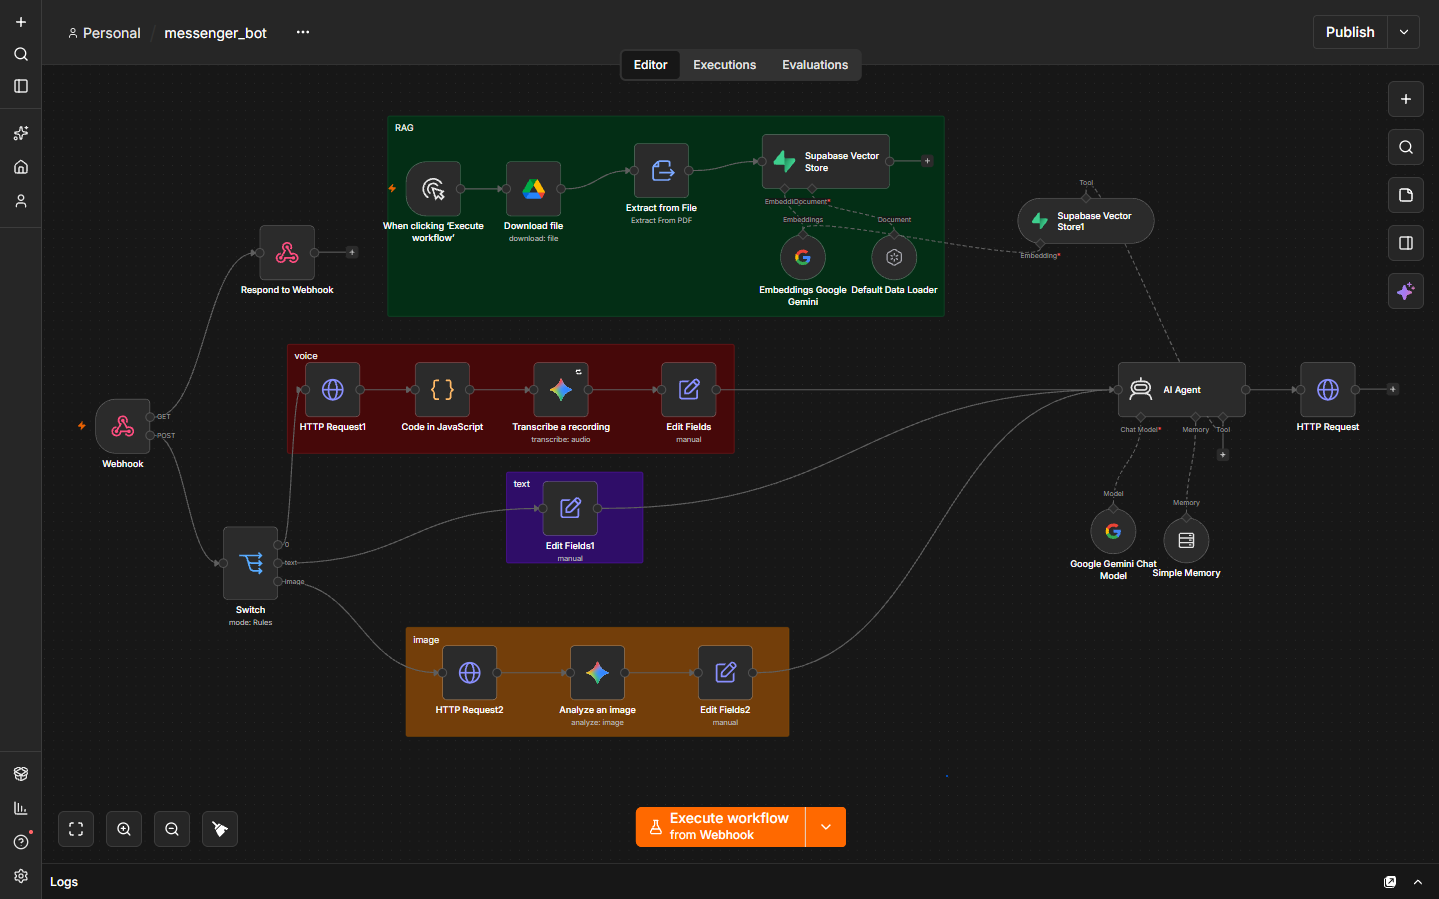 Personal / messenger_bot ...
Publish
Editor Executions Evaluations
RAG
Supabase Vector
Store
When clicking 'Execute
workflow'
Download file
download: file
Extract from File
Extract From PDF
Document*
Embeddings
Document
Embeddings Google
Gemini
Default Data Loader
Tool
Supabase Vector
Store1
Embedding*
Respond to Webhook
voice
HTTP Request1
Code in JavaScript
Transcribe a recording
transcribe: audio
Edit Fields
manual
Webhook
GET
POST
AI Agent
Chat Model*
Memory
Tool
HTTP Request
text
Edit Fields1
manual
Model
Google Gemini Chat
Model
Memory
Simple Memory
0
text
image
Switch
mode: Rules
image
HTTP Request2
Analyze an image
analyze: image
Edit Fields2
manual
Execute workflow
from Webhook
Logs